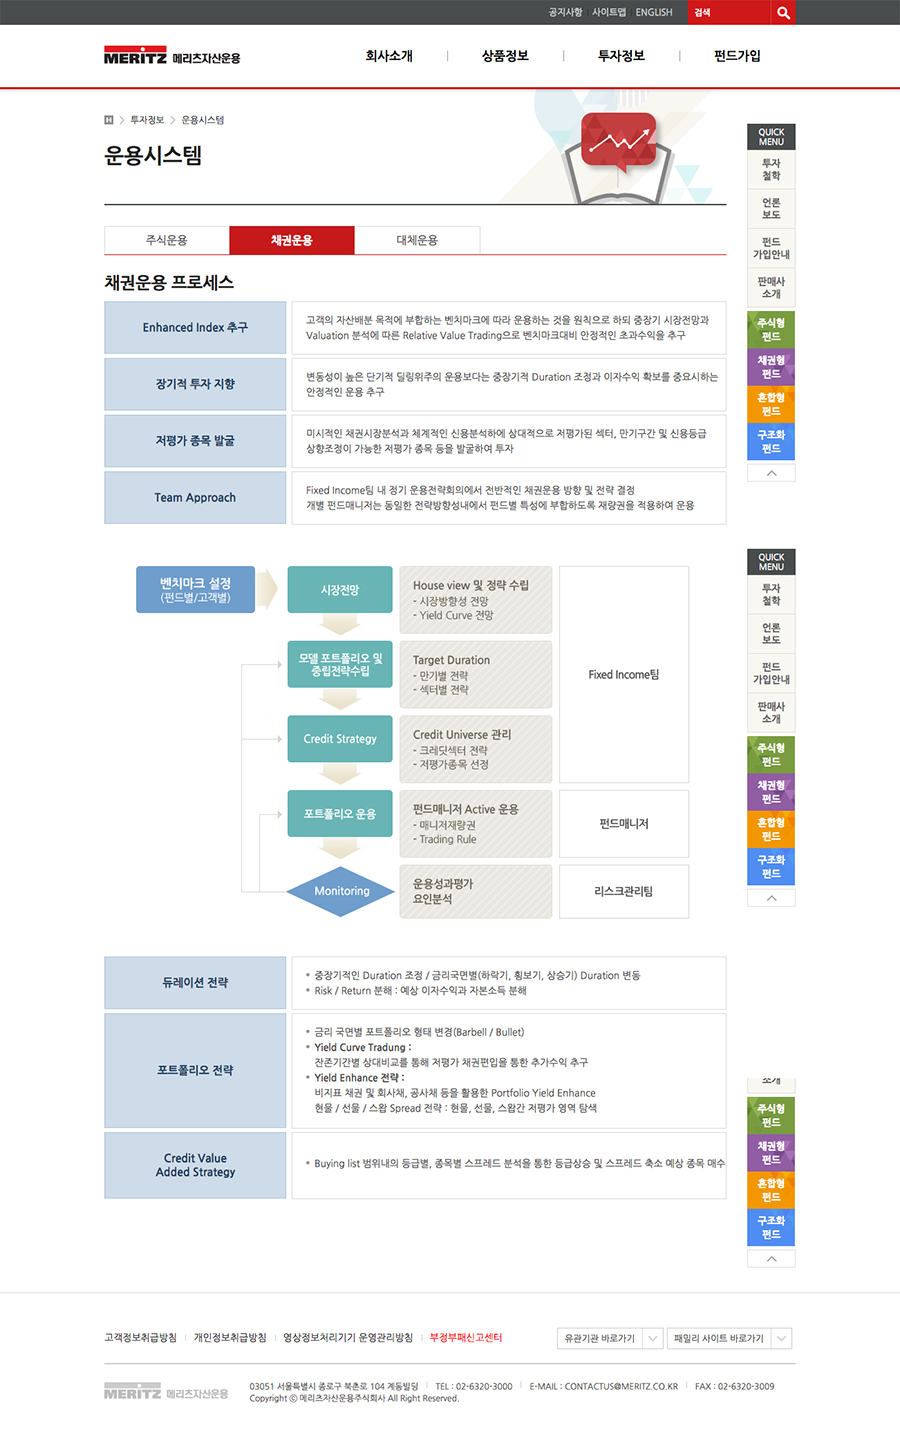 공지사항 사이트맵 ENGLISH 검색
MERITZ 메리츠자산운용
회사소개 상품정보 투자정보 펀드가입
H > 투자정보 > 운용시스템
운용시스템
주식운용 채권운용 대체운용
채권운용 프로세스
Enhanced Index 추구
고객의 자산배분 목적에 부합하는 벤치마크에 따라 운용하는 것을 원칙으로 하되 중장기 시장전망과
Valuation 분석에 따른 Relative Value Trading으로 벤치마크대비 안정적인 초과수익을 추구
장기적 투자 지향
변동성이 높은 단기적 딜링위주의 운용보다는 중장기적 Duration 조정과 이자수익 확보를 중요시하는
안정적인 운용 추구
저평가 종목 발굴
미시적인 채권시장분석과 체계적인 신용분석하에 상대적으로 저평가된 섹터, 만기구간 및 신용등급
상향조정이 가능한 저평가 종목 등을 발굴하여 투자
Team Approach
Fixed Income팀 내 정기 운용전략회의에서 전반적인 채권운용 방향 및 전략 결정
개별 펀드매니저는 동일한 전략방향성내에서 펀드별 특성에 부합하도록 재량권을 적용하여 운용
QUICK
MENU
투자
철학
언론
보도
펀드
가입안내
판매사
소개
주식형
펀드
채권형
펀드
혼합형
펀드
구조화
펀드
벤치마크 설정
(펀드별/고객별)
시장전망
House view 및 정략 수립
- 시장방향성 전망
- Yield Curve 전망
모델 포트폴리오 및
중립전략수립
Target Duration
- 만기별 전략
- 섹터별 전략
Fixed Income팀
Credit Strategy
Credit Universe 관리
- 크레딧섹터 전략
- 저평가종목 선정
포트폴리오 운용
펀드매니저 Active 운용
- 매니저재량권
- Trading Rule
펀드매니저
Monitoring
운용성과평가
요인분석
리스크관리팀
QUICK
MENU
투자
철학
언론
보도
펀드
가입안내
판매사
소개
주식형
펀드
채권형
펀드
혼합형
펀드
구조화
펀드
듀레이션 전략
• 중장기적인 Duration 조정 / 금리국면별(하락기, 횡보기, 상승기) Duration 변동
• Risk / Return 분해 : 예상 이자수익과 자본소득 분해
포트폴리오 전략
• 금리 국면별 포트폴리오 형태 변경(Barbell / Bullet)
• Yield Curve Tradung :
잔존기간별 상대비교를 통해 저평가 채권편입을 통한 추가수익 추구
• Yield Enhance 전략 :
비지표 채권 및 회사채, 공사채 등을 활용한 Portfolio Yield Enhance
현물 / 선물 / 스왑 Spread 전략 : 현물, 선물, 스왑간 저평가 영역 탐색
Credit Value
Added Strategy
• Buying list 범위내의 등급별, 종목별 스프레드 분석을 통한 등급상승 및 스프레드 축소 예상 종목 매수
소개
주식형
펀드
채권형
펀드
혼합형
펀드
구조화
펀드
고객정보취급방침 개인정보취급방침 영상정보처리기기 운영관리방침 부정부패신고센터
유관기관 바로가기 패밀리 사이트 바로가기
MERITZ 메리츠자산운용
03051 서울특별시 종로구 북촌로 104 계동빌딩 TEL : 02-6320-3000 E-MAIL : CONTACTUS@MERITZ.CO.KR FAX : 02-6320-3009
Copyright ⓒ 메리츠자산운용주식회사 All Right Reserved.